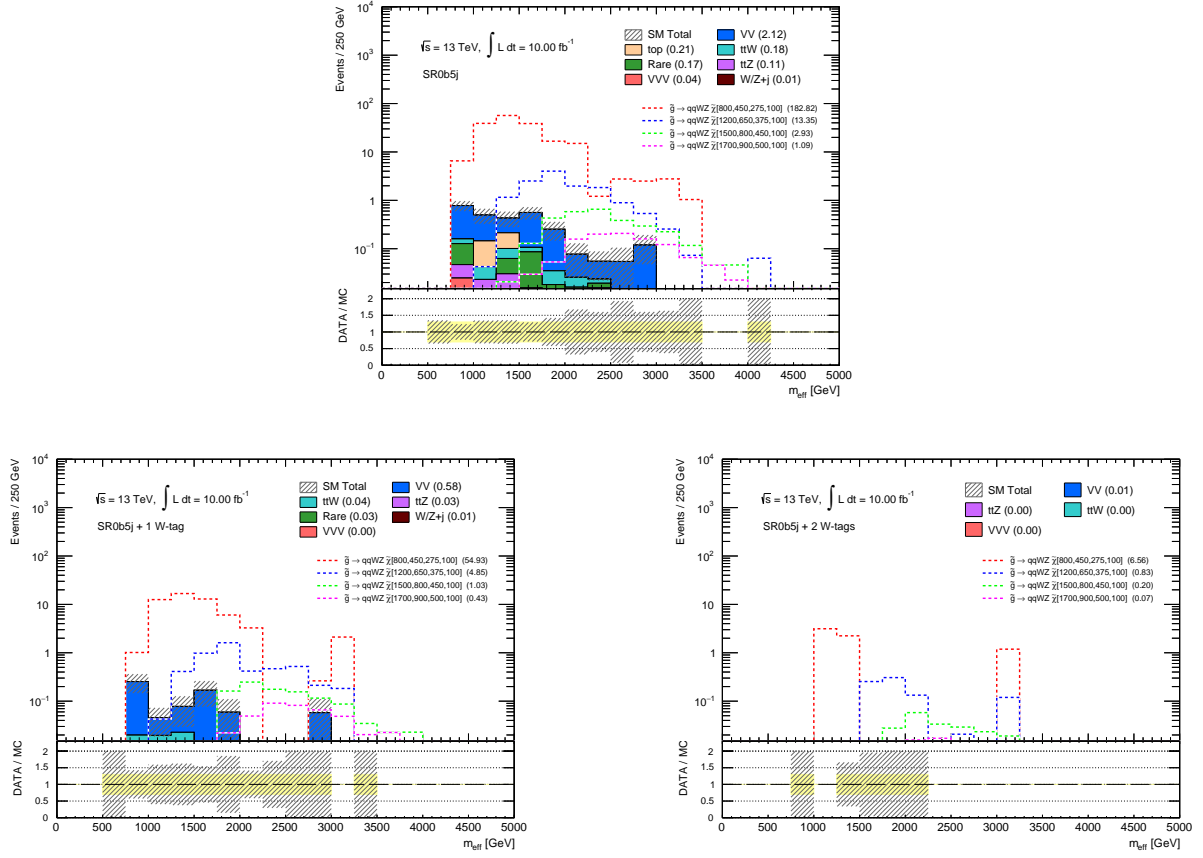 Events / 250 GeV
10⁴
10³
10²
10
1
10⁻¹
√s = 13 TeV, ∫ L dt = 10.00 fb⁻¹
SR0b5j
SM Total VV (2.12)
top (0.21) ttW (0.18)
Rare (0.17) ttZ (0.11)
VVV (0.04) W/Z+j (0.01)
g̃ → qqWZ χ̃[800,450,275,100] (182.82)
g̃ → qqWZ χ̃[1200,650,375,100] (13.35)
g̃ → qqWZ χ̃[1500,800,450,100] (2.93)
g̃ → qqWZ χ̃[1700,900,500,100] (1.09)
DATA / MC
2
1.5
1
0.5
0
0 500 1000 1500 2000 2500 3000 3500 4000 4500 5000
m_eff [GeV]
Events / 250 GeV
10⁴
10³
10²
10
1
10⁻¹
√s = 13 TeV, ∫ L dt = 10.00 fb⁻¹
SR0b5j + 1 W-tag
SM Total VV (0.58)
ttW (0.04) ttZ (0.03)
Rare (0.03) W/Z+j (0.01)
VVV (0.00)
g̃ → qqWZ χ̃[800,450,275,100] (54.93)
g̃ → qqWZ χ̃[1200,650,375,100] (4.85)
g̃ → qqWZ χ̃[1500,800,450,100] (1.03)
g̃ → qqWZ χ̃[1700,900,500,100] (0.43)
DATA / MC
2
1.5
1
0.5
0
0 500 1000 1500 2000 2500 3000 3500 4000 4500 5000
m_eff [GeV]
Events / 250 GeV
10⁴
10³
10²
10
1
10⁻¹
√s = 13 TeV, ∫ L dt = 10.00 fb⁻¹
SR0b5j + 2 W-tags
SM Total VV (0.01)
ttZ (0.00) ttW (0.00)
VVV (0.00)
g̃ → qqWZ χ̃[800,450,275,100] (6.56)
g̃ → qqWZ χ̃[1200,650,375,100] (0.83)
g̃ → qqWZ χ̃[1500,800,450,100] (0.20)
g̃ → qqWZ χ̃[1700,900,500,100] (0.07)
DATA / MC
2
1.5
1
0.5
0
0 500 1000 1500 2000 2500 3000 3500 4000 4500 5000
m_eff [GeV]